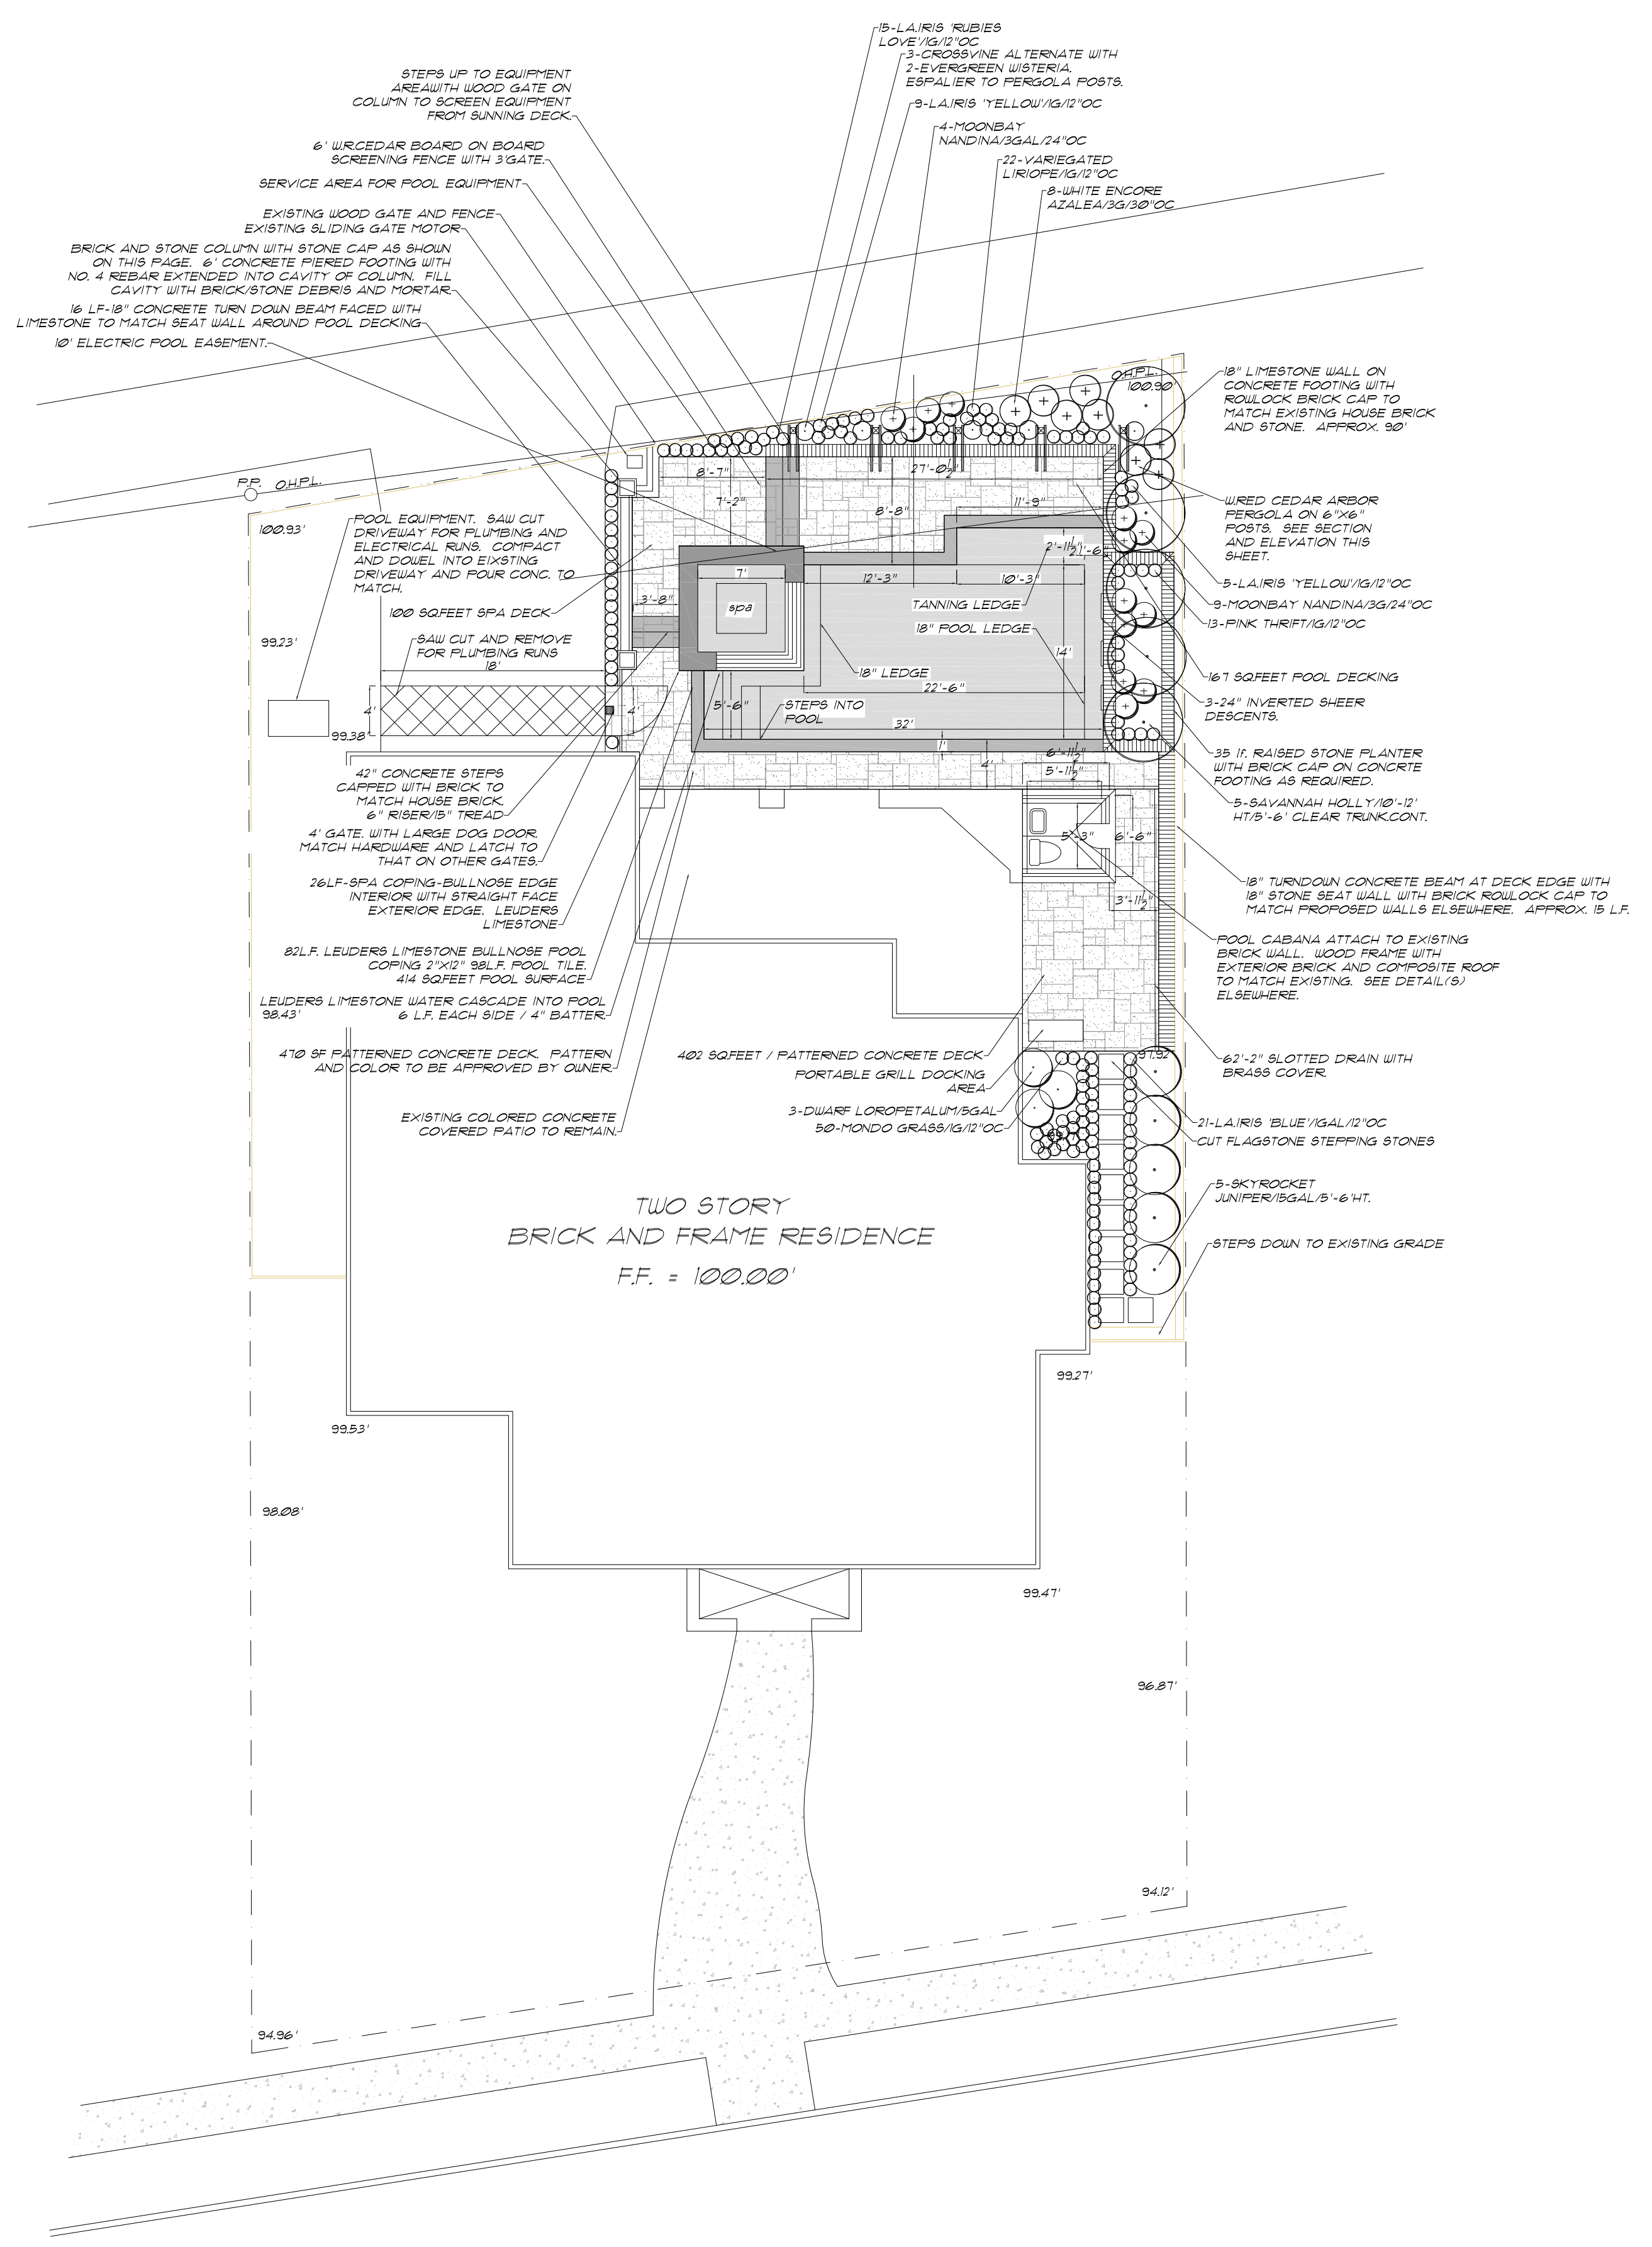 15-LA.IRIS 'RUBIES
LOVE'/1G/12"OC
3-CROSSVINE ALTERNATE WITH
2-EVERGREEN WISTERIA.
ESPALIER TO PERGOLA POSTS.
9-LA.IRIS 'YELLOW'/1G/12"OC
4-MOONBAY
NANDINA/3GAL/24"OC
22-VARIEGATED
LIRIOPE/1G/12"OC
8-WHITE ENCORE
AZALEA/3G/30"OC
STEPS UP TO EQUIPMENT
AREAWITH WOOD GATE ON
COLUMN TO SCREEN EQUIPMENT
FROM SUNNING DECK.
6' W.R.CEDAR BOARD ON BOARD
SCREENING FENCE WITH 3'GATE.
SERVICE AREA FOR POOL EQUIPMENT
EXISTING WOOD GATE AND FENCE
EXISTING SLIDING GATE MOTOR
BRICK AND STONE COLUMN WITH STONE CAP AS SHOWN
ON THIS PAGE.  6' CONCRETE PIERED FOOTING WITH
NO. 4 REBAR EXTENDED INTO CAVITY OF COLUMN.  FILL
CAVITY WITH BRICK/STONE DEBRIS AND MORTAR.
16 LF-18" CONCRETE TURN DOWN BEAM FACED WITH
LIMESTONE TO MATCH SEAT WALL AROUND POOL DECKING
10' ELECTRIC POOL EASEMENT.
O.H.P.L.
100.90'
18" LIMESTONE WALL ON
CONCRETE FOOTING WITH
ROWLOCK BRICK CAP TO
MATCH EXISTING HOUSE BRICK
AND STONE.  APPROX. 90'
P.P.
O.H.P.L.
100.93'
POOL EQUIPMENT.  SAW CUT
DRIVEWAY FOR PLUMBING AND
ELECTRICAL RUNS.  COMPACT
AND DOWEL INTO EIXSTING
DRIVEWAY AND POUR CONC. TO
MATCH.
8'-7"
7'-2"
27'-0 1/2"
8'-8"
11'-9"
2'-11 1/2"
1'-6"
7'
3'-8"
spa
12'-3"
10'-3"
TANNING LEDGE
18" POOL LEDGE
14'
18" LEDGE
22'-6"
5'-6"
STEPS INTO
POOL
32'
1'
4'
W.RED CEDAR ARBOR
PERGOLA ON 6"X6"
POSTS.  SEE SECTION
AND ELEVATION THIS
SHEET.
5-LA.IRIS 'YELLOW'/1G/12"OC
9-MOONBAY NANDINA/3G/24"OC
13-PINK THRIFT/1G/12"OC
167 SQ.FEET POOL DECKING
3-24" INVERTED SHEER
DESCENTS.
35 lf. RAISED STONE PLANTER
WITH BRICK CAP ON CONCRTE
FOOTING AS REQUIRED.
5-SAVANNAH HOLLY/10'-12'
HT/5'-6' CLEAR TRUNK.CONT.
100 SQ.FEET SPA DECK
99.23'
SAW CUT AND REMOVE
FOR PLUMBING RUNS
18'
4'
4'
99.38'
6'-11 1/2"
5'-11 1/2"
5'-3"
6'-6"
3'-11 1/2"
42" CONCRETE STEPS
CAPPED WITH BRICK TO
MATCH HOUSE BRICK.
6" RISER/15" TREAD
4' GATE. WITH LARGE DOG DOOR.
MATCH HARDWARE AND LATCH TO
THAT ON OTHER GATES.
26LF-SPA COPING-BULLNOSE EDGE
INTERIOR WITH STRAIGHT FACE
EXTERIOR EDGE.  LEUDERS
LIMESTONE
82L.F. LEUDERS LIMESTONE BULLNOSE POOL
COPING 2"X12" 98L.F. POOL TILE.
414 SQ.FEET POOL SURFACE
LEUDERS LIMESTONE WATER CASCADE INTO POOL
6 L.F. EACH SIDE / 4" BATTER.
98.43'
470 SF PATTERNED CONCRETE DECK.  PATTERN
AND COLOR TO BE APPROVED BY OWNER.
EXISTING COLORED CONCRETE
COVERED PATIO TO REMAIN.
18" TURNDOWN CONCRETE BEAM AT DECK EDGE WITH
18" STONE SEAT WALL WITH BRICK ROWLOCK CAP TO
MATCH PROPOSED WALLS ELSEWHERE.  APPROX. 15 L.F.
POOL CABANA ATTACH TO EXISTING
BRICK WALL.  WOOD FRAME WITH
EXTERIOR BRICK AND COMPOSITE ROOF
TO MATCH EXISTING.  SEE DETAIL(S)
ELSEWHERE.
402 SQ.FEET / PATTERNED CONCRETE DECK
PORTABLE GRILL DOCKING
AREA
3-DWARF LOROPETALUM/5GAL
50-MONDO GRASS/1G/12"OC
97.92'
62'-2" SLOTTED DRAIN WITH
BRASS COVER.
21-LA.IRIS 'BLUE'/1GAL/12"OC
CUT FLAGSTONE STEPPING STONES
5-SKYROCKET
JUNIPER/15GAL/5'-6'HT.
STEPS DOWN TO EXISTING GRADE
TWO STORY
BRICK AND FRAME RESIDENCE
F.F. = 100.00'
99.27'
99.53'
98.08'
99.47'
96.87'
94.12'
94.96'